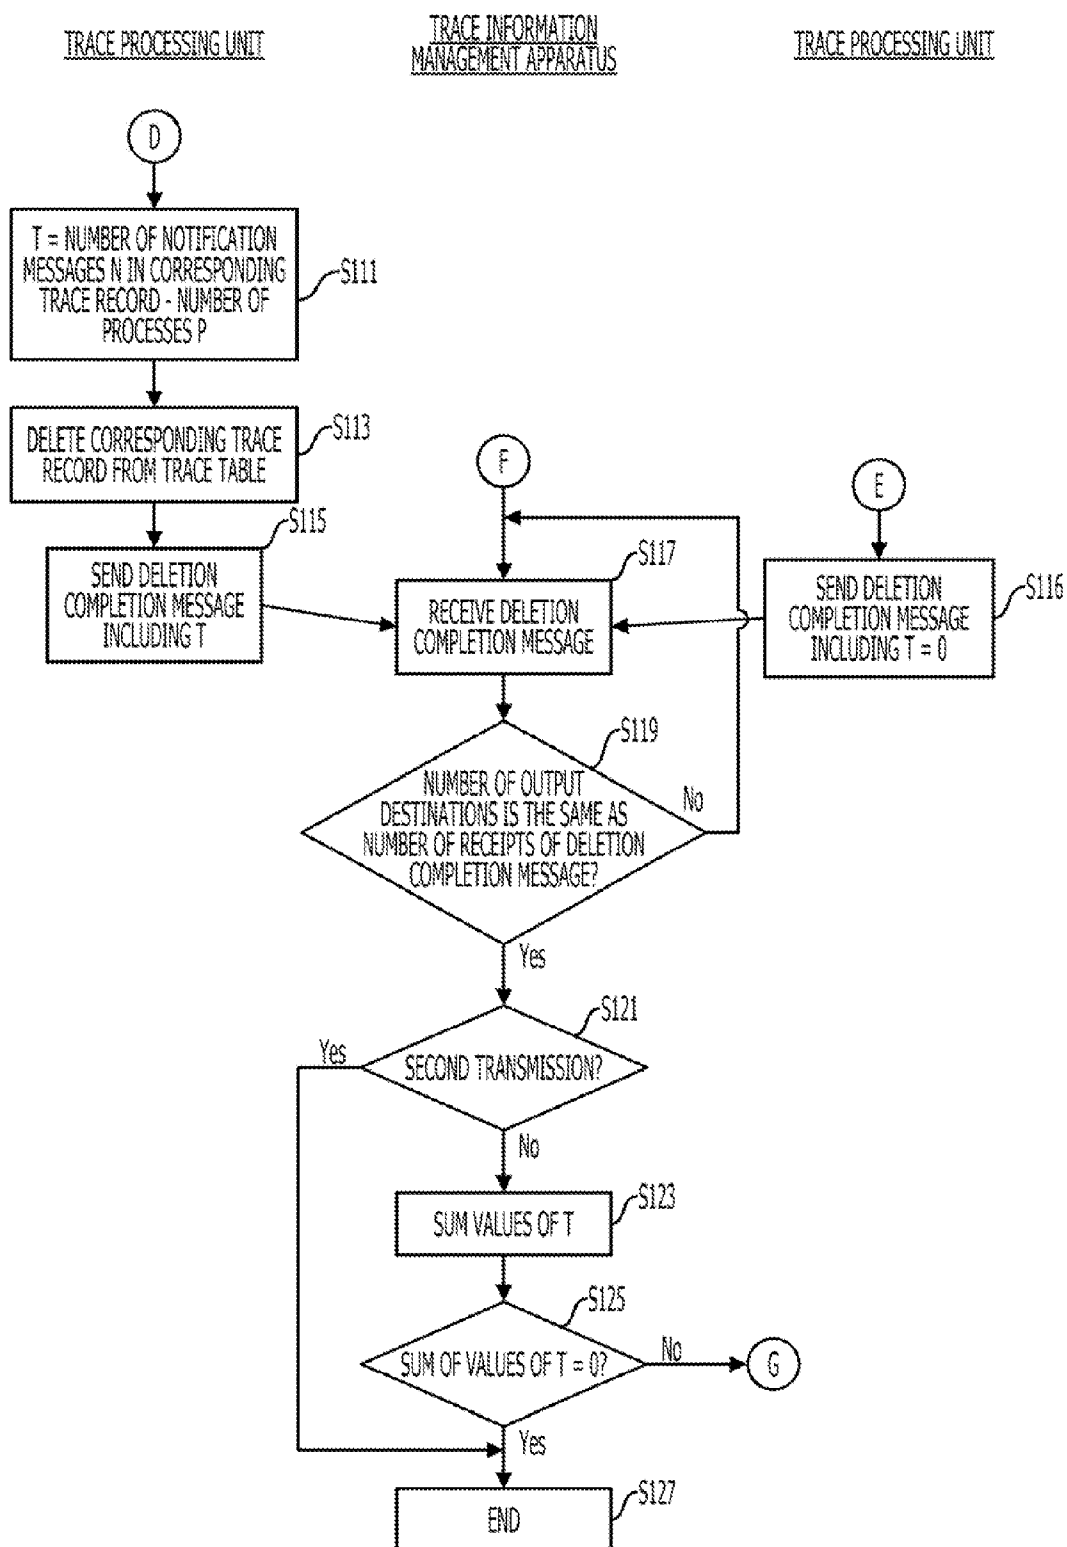 TRACE PROCESSING UNIT
TRACE INFORMATION
MANAGEMENT APPARATUS
TRACE PROCESSING UNIT
D
T = NUMBER OF NOTIFICATION
MESSAGES N IN CORRESPONDING
TRACE RECORD - NUMBER OF
PROCESSES P
S111
DELETE CORRESPONDING TRACE
RECORD FROM TRACE TABLE
S113
F
E
S115
SEND DELETION
COMPLETION MESSAGE
INCLUDING T
S117
RECEIVE DELETION
COMPLETION MESSAGE
SEND DELETION
COMPLETION MESSAGE
INCLUDING T = 0
S116
S119
NUMBER OF OUTPUT
DESTINATIONS IS THE SAME AS
NUMBER OF RECEIPTS OF DELETION
COMPLETION MESSAGE?
No
Yes
S121
SECOND TRANSMISSION?
Yes
No
S123
SUM VALUES OF T
S125
SUM OF VALUES OF T = 0?
No
G
Yes
S127
END